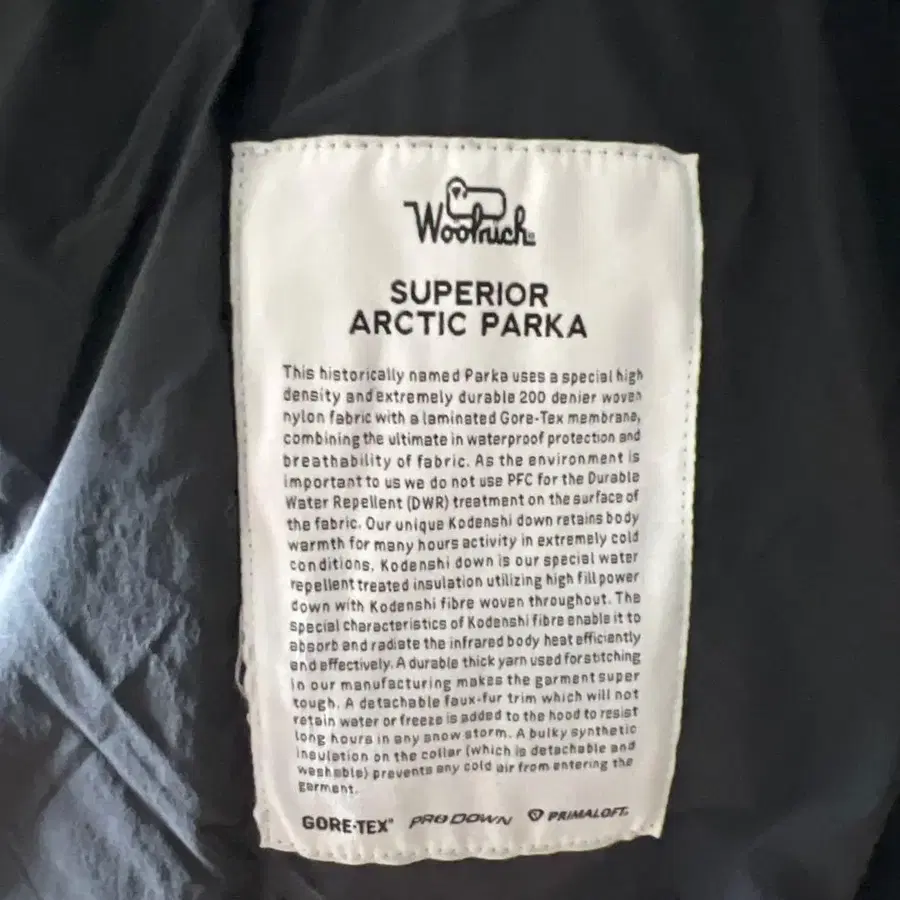 Woolrich
SUPERIOR
ARCTIC PARKA
This historically named Parka uses a special high
density and extremely durable 200 denier woven
nylon fabric with a laminated Gore-Tex membrane,
combining the ultimate in waterproof protection and
breathability of fabric. As the environment is
important to us we do not use PFC for the Durable
Water Repellent (DWR) treatment on the surface of
the fabric. Our unique Kodenshi down retains body
warmth for many hours activity in extremely cold
conditions. Kodenshi down is our special water
repellent treated insulation utilizing high fill power
down with Kodenshi fibre woven throughout. The
special characteristics of Kodenshi fibre enable it to
absorb and radiate the infrared body heat efficiently
and effectively. A durable thick yarn used for stitching
in our manufacturing makes the garment super
tough. A detachable faux-fur trim which will not
retain water or freeze is added to the hood to resist
long hours in any snow storm. A bulky synthetic
insulation on the collar (which is detachable and
washable) prevents any cold air from entering the
garment.
GORE-TEX® PRO DOWN PRIMALOFT®